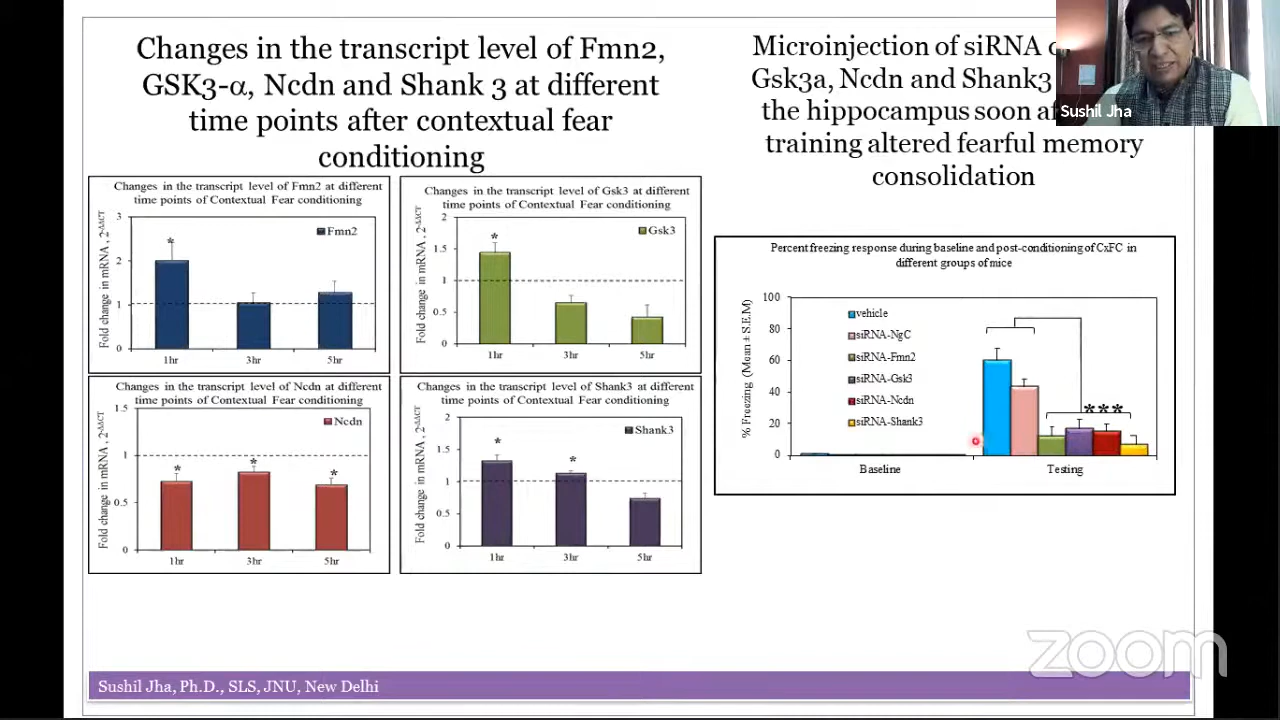 Changes in the transcript level of Fmn2,
GSK3-α, Ncdn and Shank 3 at different
time points after contextual fear
conditioning
Microinjection of siRNA
Gsk3a, Ncdn and Shank3
the hippocampus soon
training altered fearful memory
consolidation
Sushil Jha
Changes in the transcript level of Fmn2 at different
time points of Contextual Fear conditioning
Fold change in mRNA , 2-ΔΔCT
3
2
1
0
*
Fmn2
1hr 3hr 5hr
Changes in the transcript level of Gsk3 at different
time points of Contextual Fear conditioning
Fold change in mRNA , 2-ΔΔCT
2
1.5
1
0.5
0
*
Gsk3
1hr 3hr 5hr
Changes in the transcript level of Ncdn at different
time points of Contextual Fear conditioning
Fold change in mRNA , 2-ΔΔCT
1.5
1
0.5
0
* * *
Ncdn
1hr 3hr 5hr
Changes in the transcript level of Shank3 at different
time points of Contextual Fear conditioning
Fold change in mRNA , 2-ΔΔCT
2
1.5
1
0.5
0
* *
Shank3
1hr 3hr 5hr
Percent freezing response during baseline and post-conditioning of CxFC in
different groups of mice
% Freezing (Mean ± S.E.M)
100
80
60
40
20
0
vehicle
siRNA-NgC
siRNA-Fmn2
siRNA-Gsk3
siRNA-Ncdn
siRNA-Shank3
***
Baseline Testing
zoom
Sushil Jha, Ph.D., SLS, JNU, New Delhi